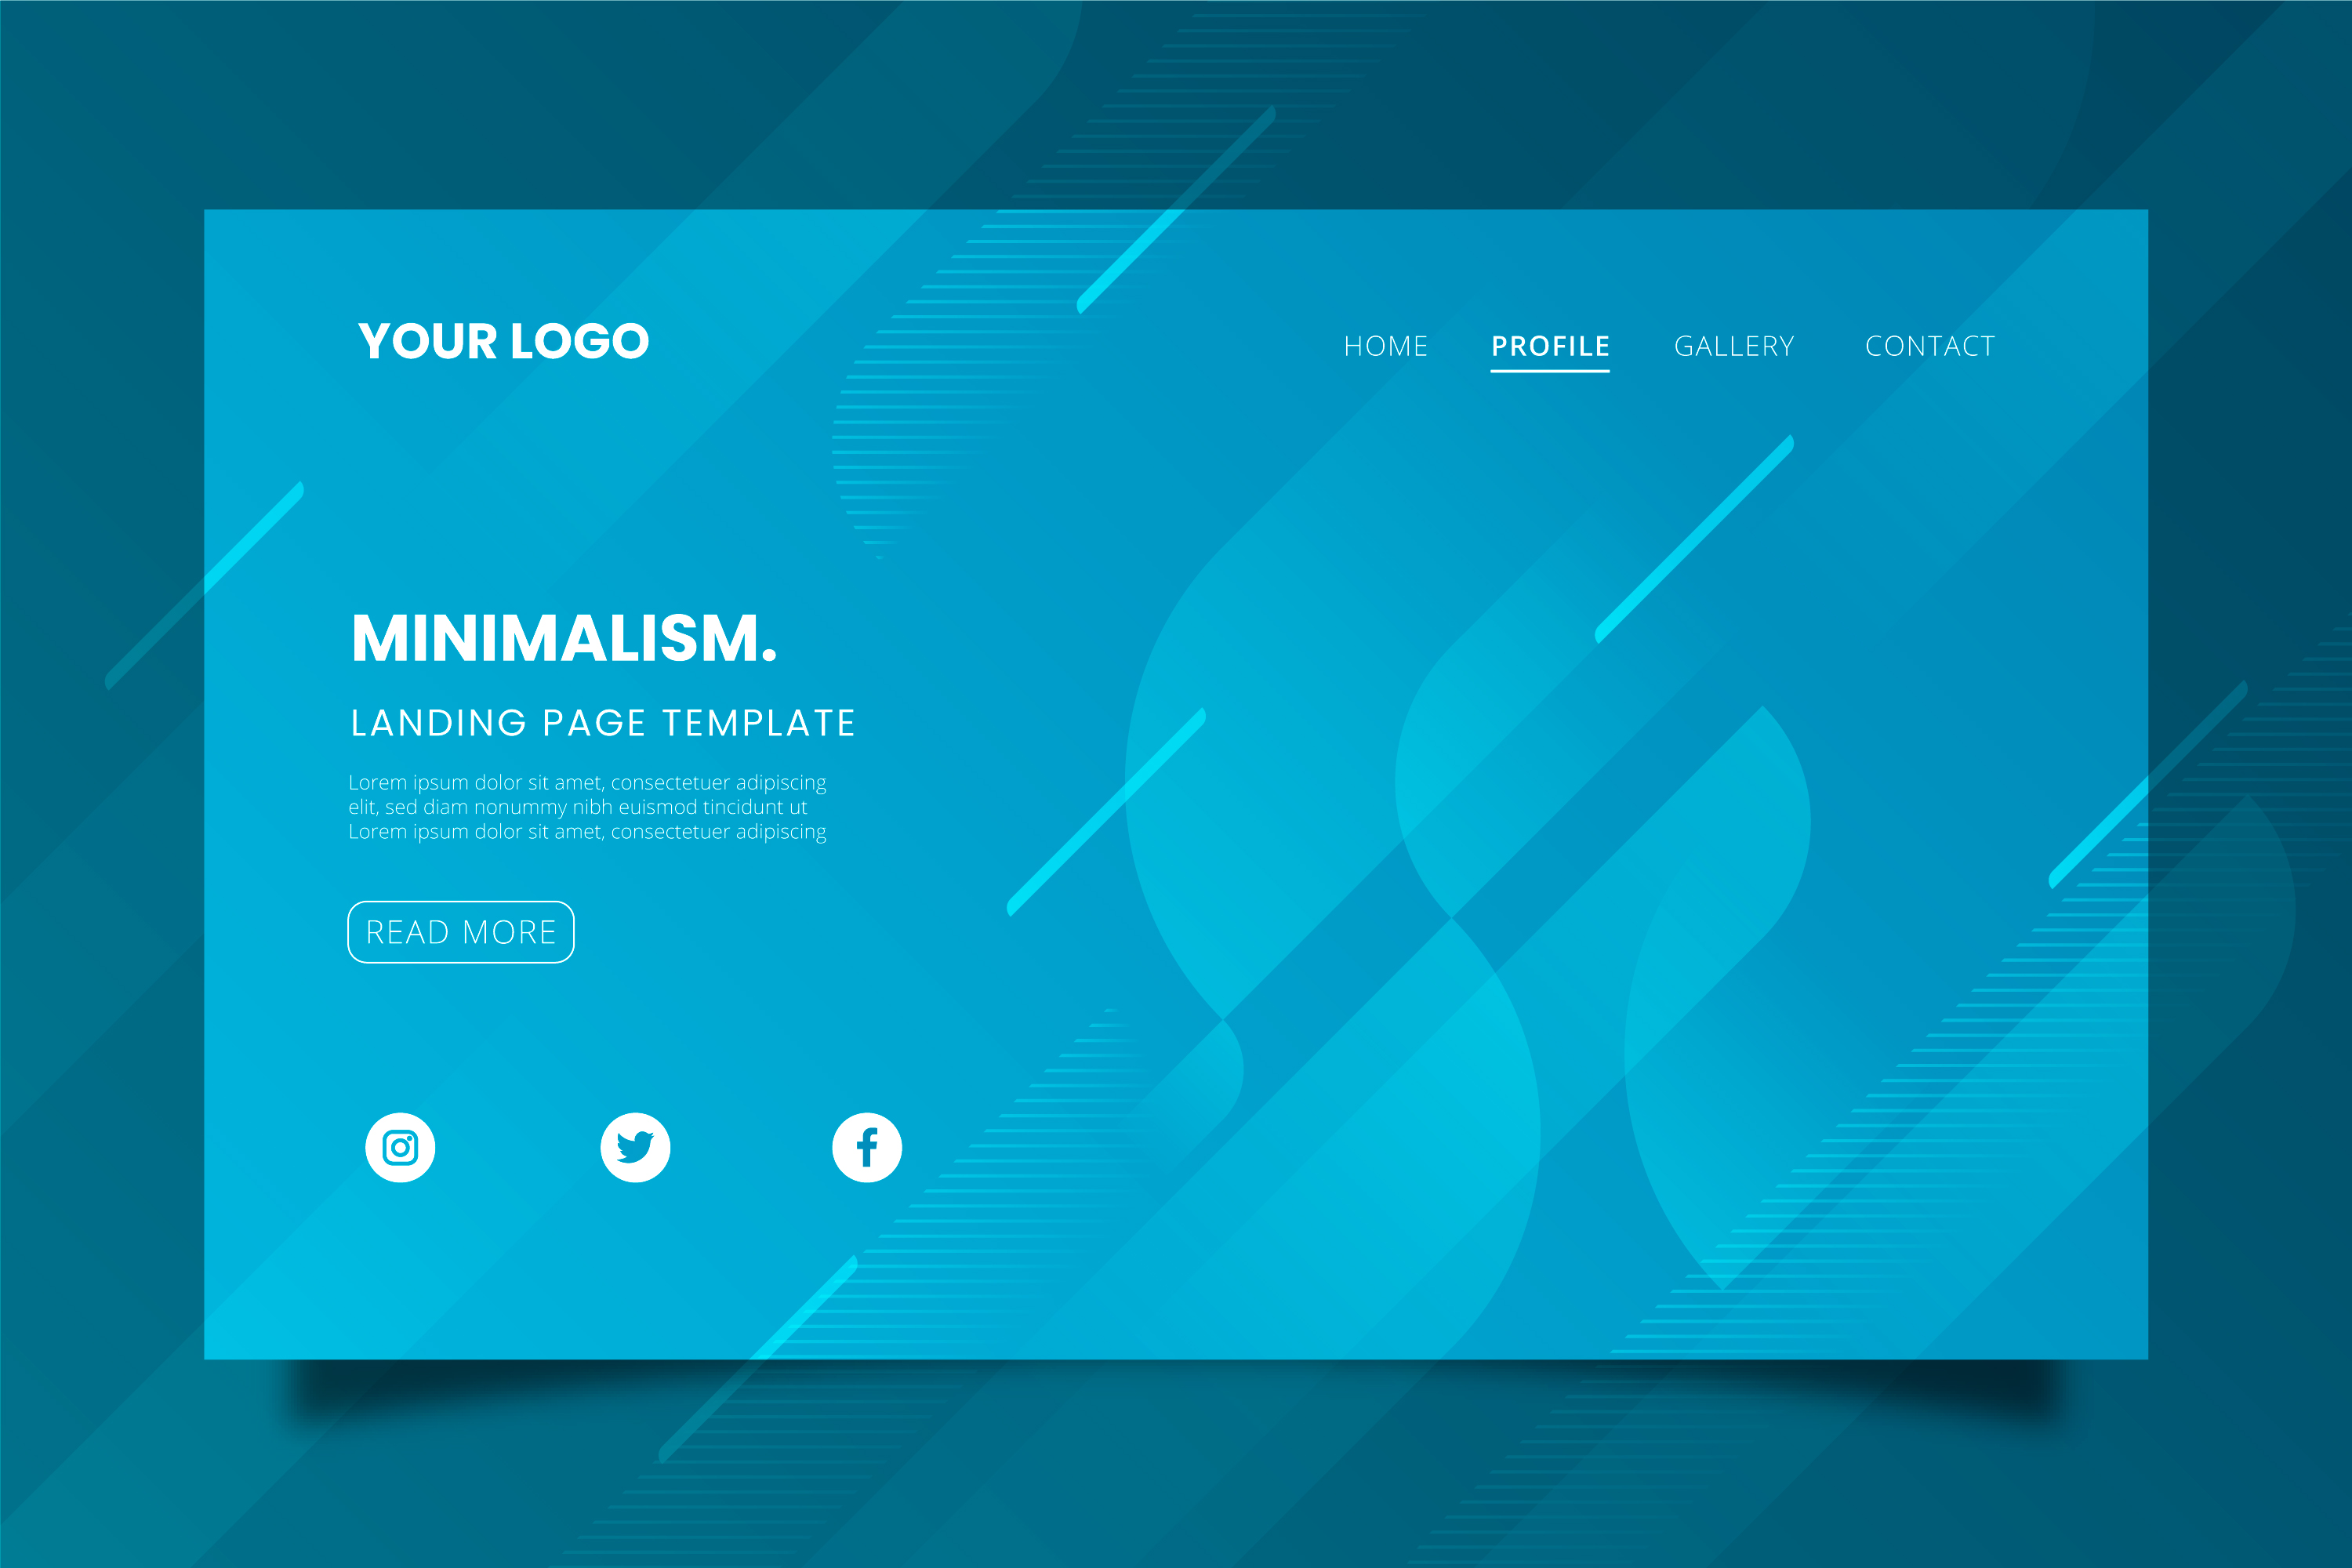 YOUR LOGO
HOME PROFILE GALLERY CONTACT
MINIMALISM.
LANDING PAGE TEMPLATE
Lorem ipsum dolor sit amet, consectetuer adipiscing
elit, sed diam nonummy nibh euismod tincidunt ut
Lorem ipsum dolor sit amet, consectetuer adipiscing
READ MORE